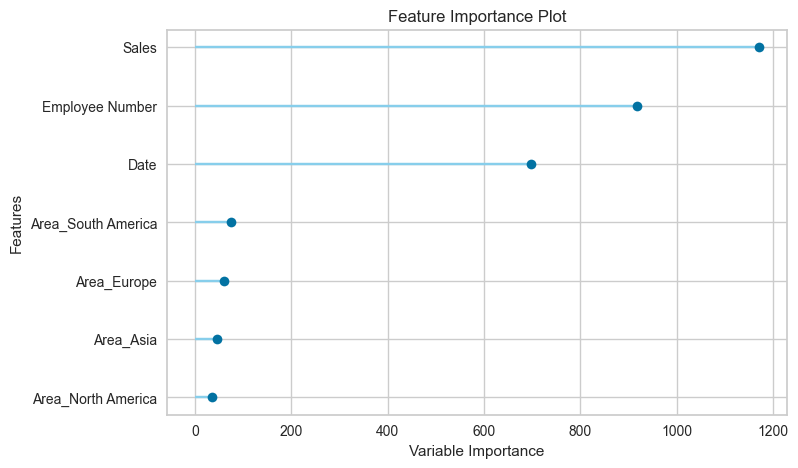 Feature Importance Plot
Features
Sales
Employee Number
Date
Area_South America
Area_Europe
Area_Asia
Area_North America
0 200 400 600 800 1000 1200
Variable Importance